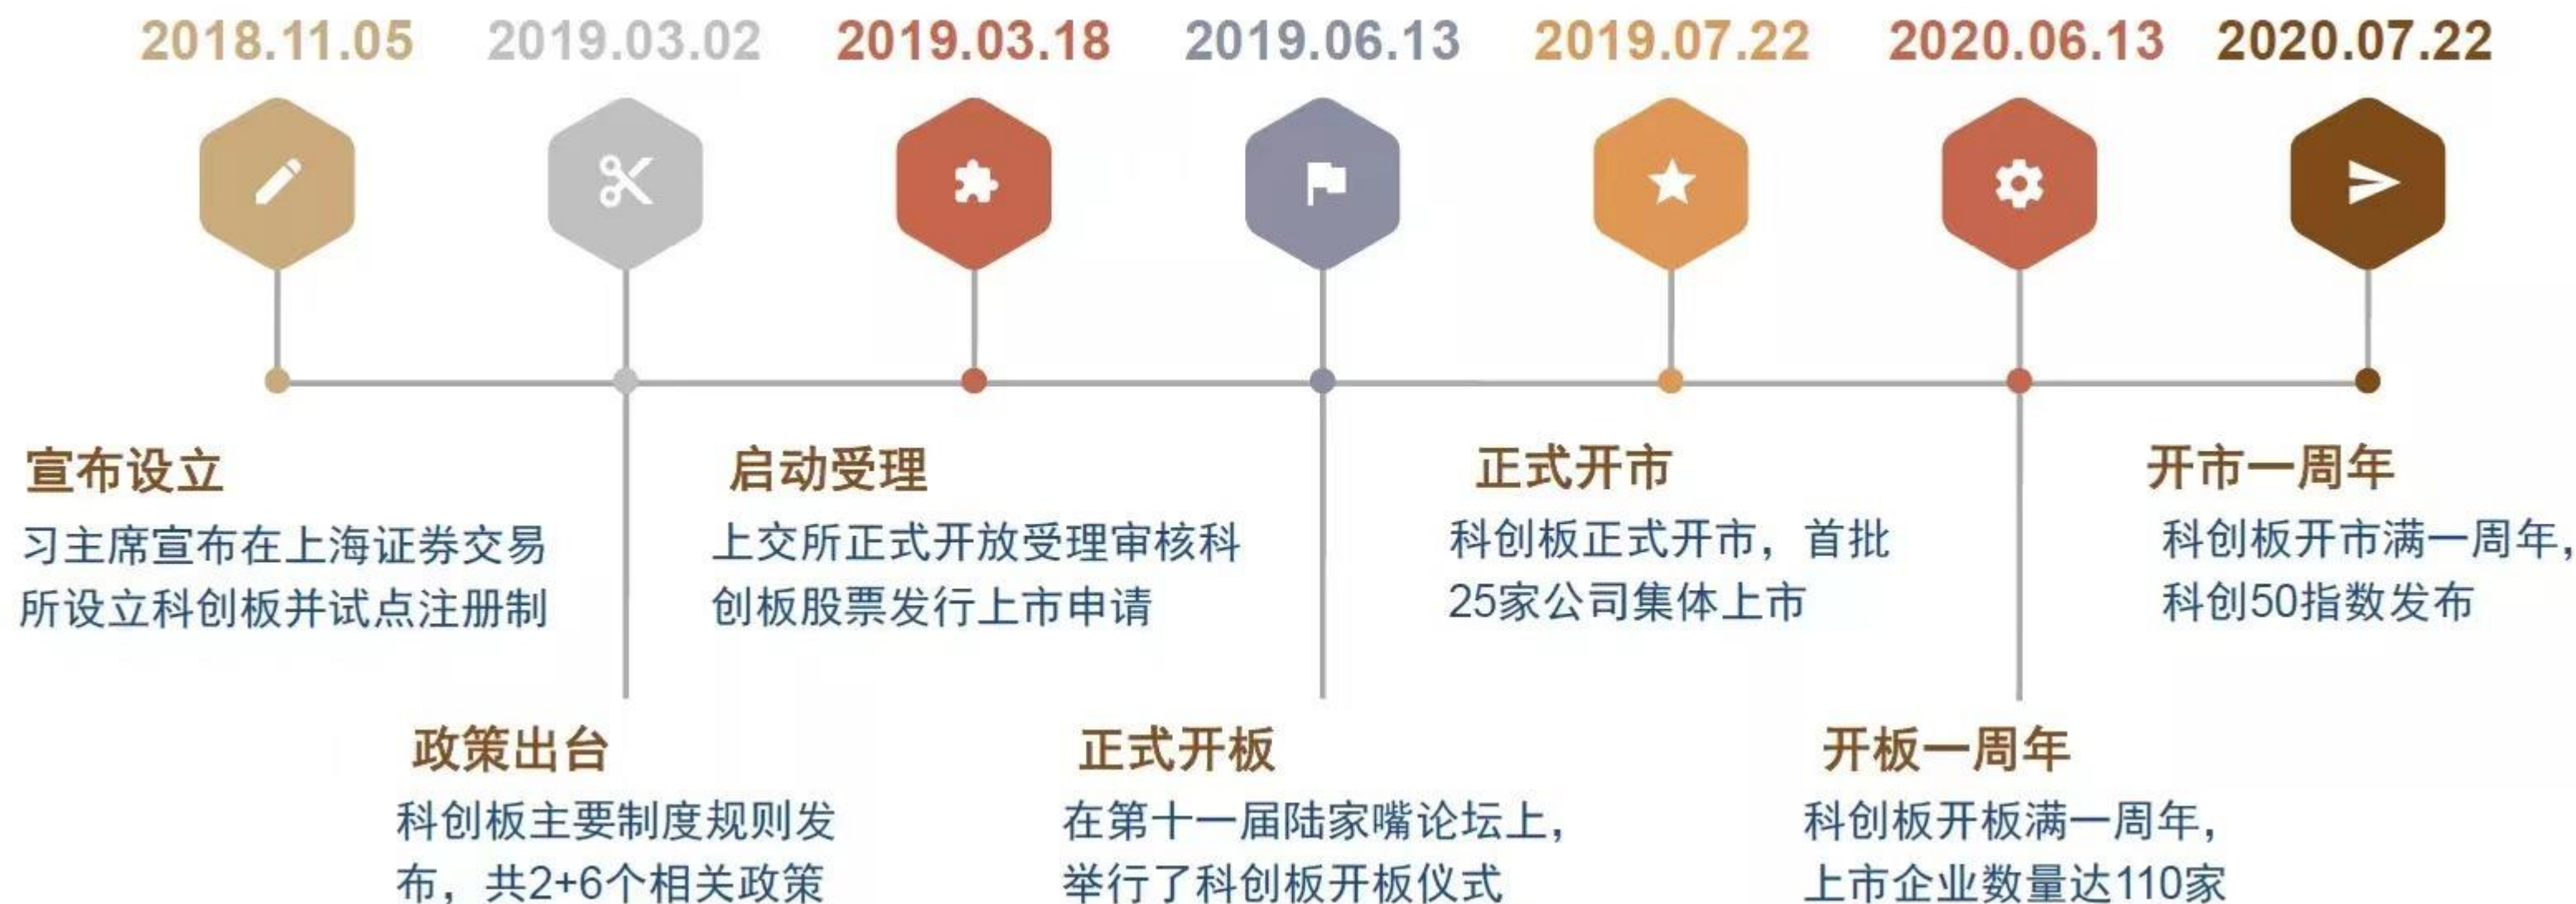 2018.11.05
2019.03.02
2019.03.18
2019.06.13
2019.07.22
2020.06.13
2020.07.22
宣布设立
习主席宣布在上海证券交易
所设立科创板并试点注册制
政策出台
科创板主要制度规则发
布，共2+6个相关政策
启动受理
上交所正式开放受理审核科
创板股票发行上市申请
正式开板
在第十一届陆家嘴论坛上，
举行了科创板开板仪式
正式开市
科创板正式开市，首批
25家公司集体上市
开板一周年
科创板开板满一周年，
上市企业数量达110家
开市一周年
科创板开市满一周年，
科创50指数发布